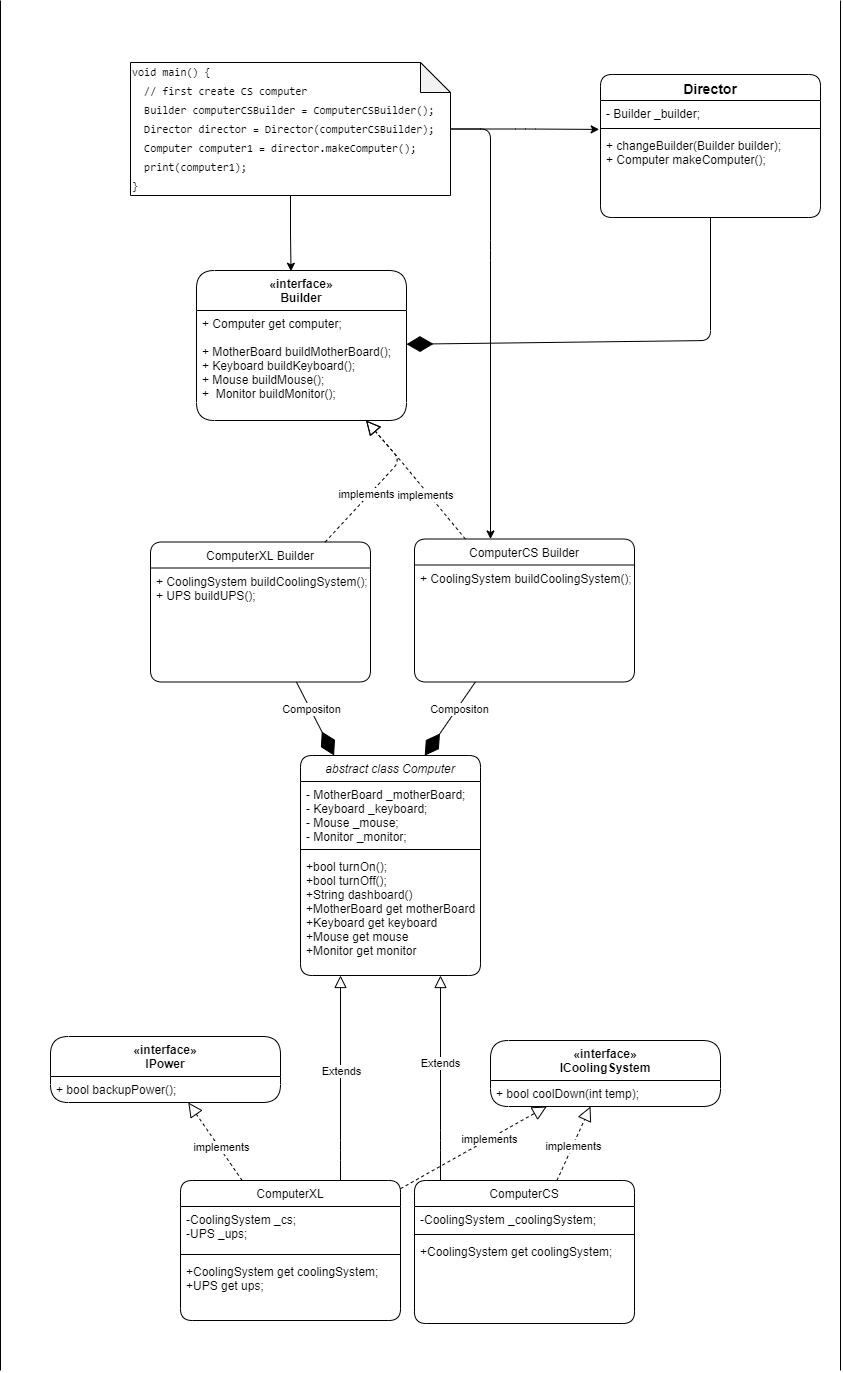 void main() {
// first create CS computer
Builder computerCSBuilder = ComputerCSBuilder();
Director director = Director(computerCSBuilder);
Computer computer1 = director.makeComputer();
print(computer1);
}
Director
- Builder _builder;
+ changeBuilder(Builder builder);
+ Computer makeComputer();
«interface»
Builder
+ Computer get computer;
+ MotherBoard buildMotherBoard();
+ Keyboard buildKeyboard();
+ Mouse buildMouse();
+ Monitor buildMonitor();
implements
implements
ComputerXL Builder
+ CoolingSystem buildCoolingSystem();
+ UPS buildUPS();
ComputerCS Builder
+ CoolingSystem buildCoolingSystem();
Compositon
Compositon
abstract class Computer
- MotherBoard _motherBoard;
- Keyboard _keyboard;
- Mouse _mouse;
- Monitor _monitor;
+bool turnOn();
+bool turnOff();
+String dashboard()
+MotherBoard get motherBoard
+Keyboard get keyboard
+Mouse get mouse
+Monitor get monitor
«interface»
IPower
+ bool backupPower();
Extends
Extends
«interface»
ICoolingSystem
+ bool coolDown(int temp);
implements
implements
implements
ComputerXL
-CoolingSystem _cs;
-UPS _ups;
+CoolingSystem get coolingSystem;
+UPS get ups;
ComputerCS
-CoolingSystem _coolingSystem;
+CoolingSystem get coolingSystem;